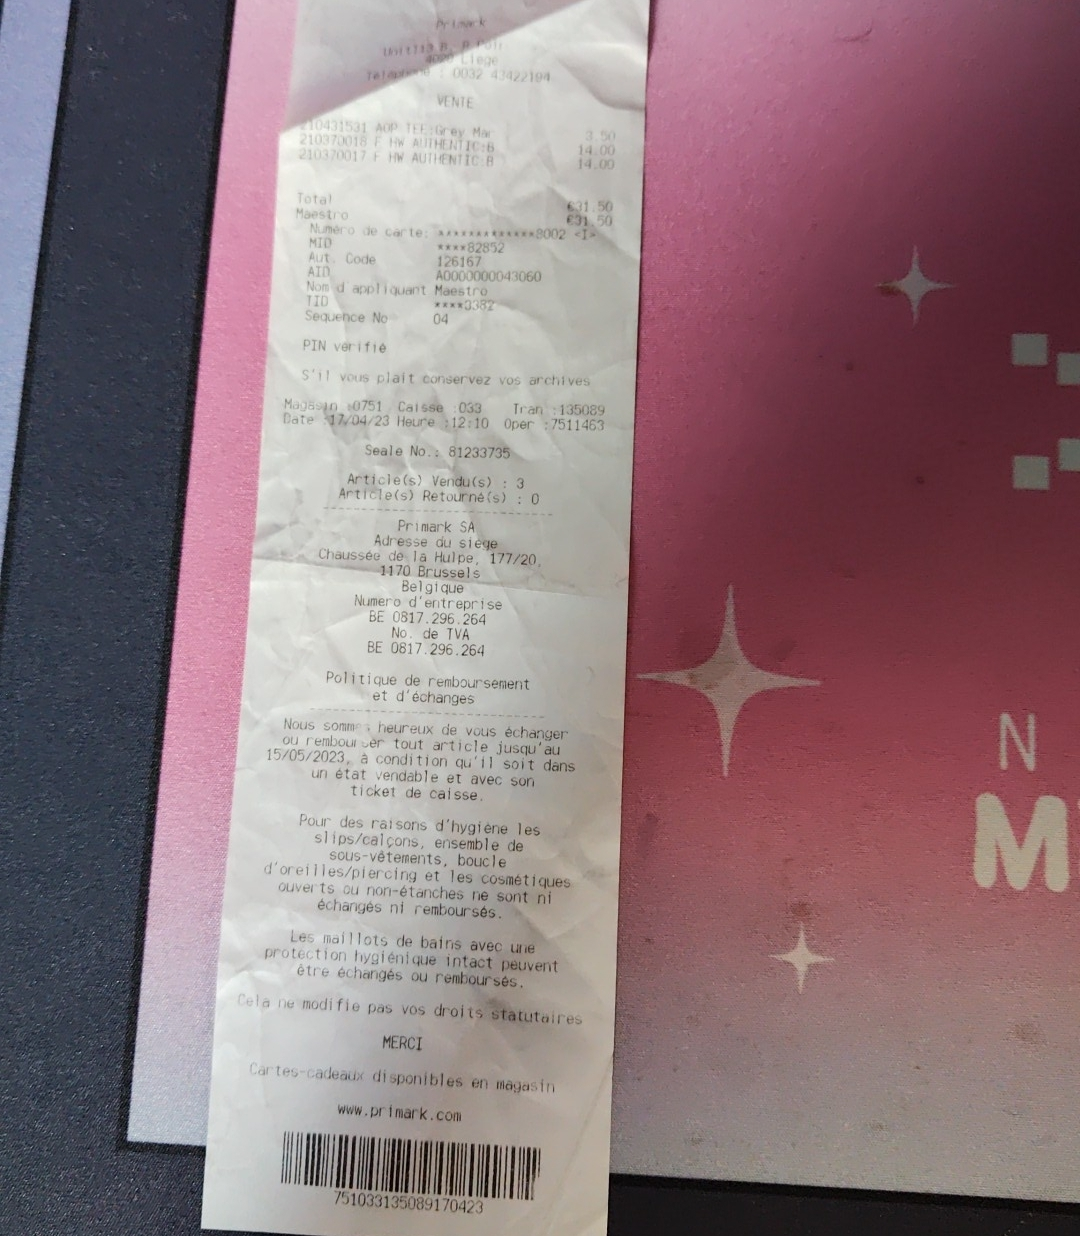 Primark
4020 Liege
Telephone : 0032 43422194
VENTE
210431531 AOP TEE:Grey Mar 3.50
210370018 F HW AUTHENTIC:B 14.00
210370017 F HW AUTHENTIC:B 14.00
Total €31.50
Maestro €31.50
Numéro de carte: *************8002 <I>
MID ****82852
Aut. Code 126167
AID A0000000043060
Nom d appliquant Maestro
TID ****3382
Sequence No 04
PIN vérifié
S'il vous plait conservez vos archives
Magasin :0751 Caisse :033 Tran :135089
Date :17/04/23 Heure :12:10 Oper :7511463
Seale No.: 81233735
Article(s) Vendu(s) : 3
Article(s) Retourné(s) : 0
Primark SA
Adresse du siège
Chaussée de la Hulpe, 177/20,
1170 Brussels
Belgique
Numero d'entreprise
BE 0817.296.264
No. de TVA
BE 0817.296.264
Politique de remboursement
et d'échanges
Nous sommes heureux de vous échanger
ou rembourser tout article jusqu'au
15/05/2023, à condition qu'il soit dans
un état vendable et avec son
ticket de caisse.
Pour des raisons d'hygiène les
slips/calçons, ensemble de
sous-vêtements, boucle
d'oreilles/piercing et les cosmétiques
ouverts ou non-étanches ne sont ni
échangés ni remboursés.
Les maillots de bains avec une
protection hygiénique intact peuvent
être échangés ou remboursés.
Cela ne modifie pas vos droits statutaires
MERCI
Cartes-cadeaux disponibles en magasin
www.primark.com
751033135089170423
N
M